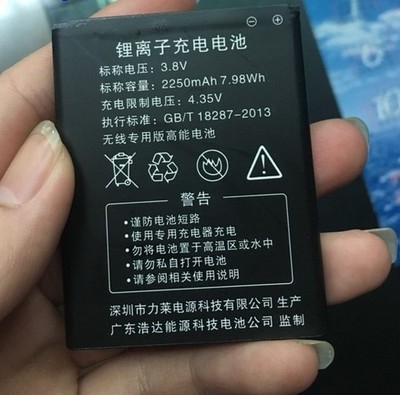 ⊖ ⊕
锂离子充电电池
标称电压：3.8V
标称容量：2250mAh 7.98Wh
充电限制电压：4.35V
执行标准：GB/T 18287-2013
无线专用版高能电池
警告
·谨防电池短路
·使用专用充电器充电
·勿将电池置于高温区或水中
·请勿私自打开电池
·请参阅相关使用说明
深圳市力莱电源科技有限公司 生产
广东浩达能源科技电池公司 监制